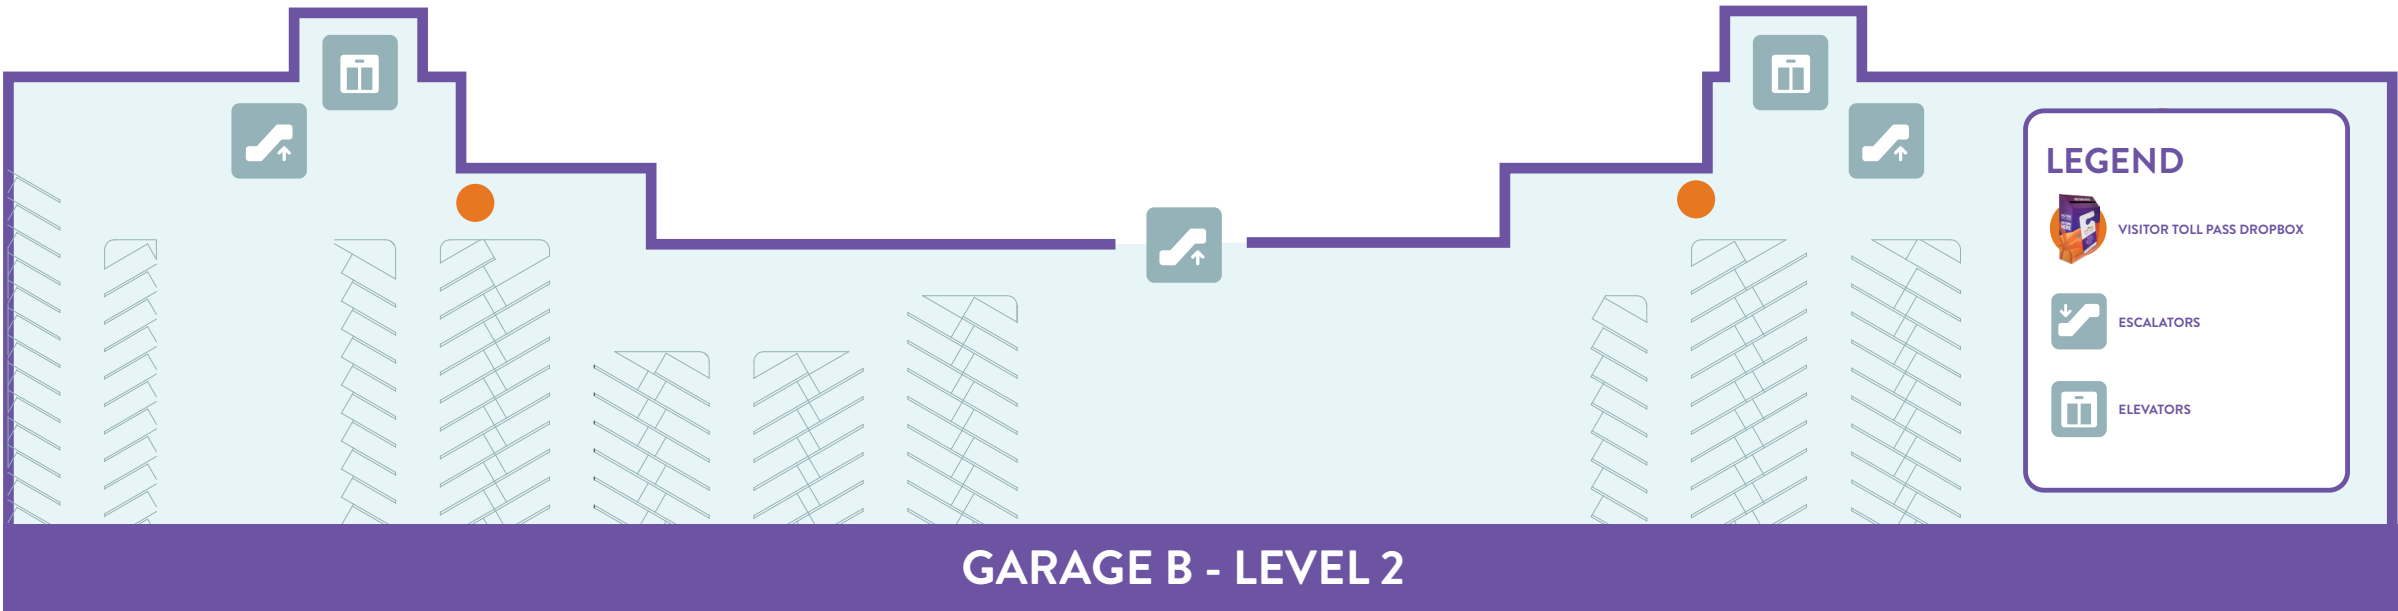 LEGEND
VISITOR TOLL PASS DROPBOX
ESCALATORS
ELEVATORS
GARAGE B - LEVEL 2